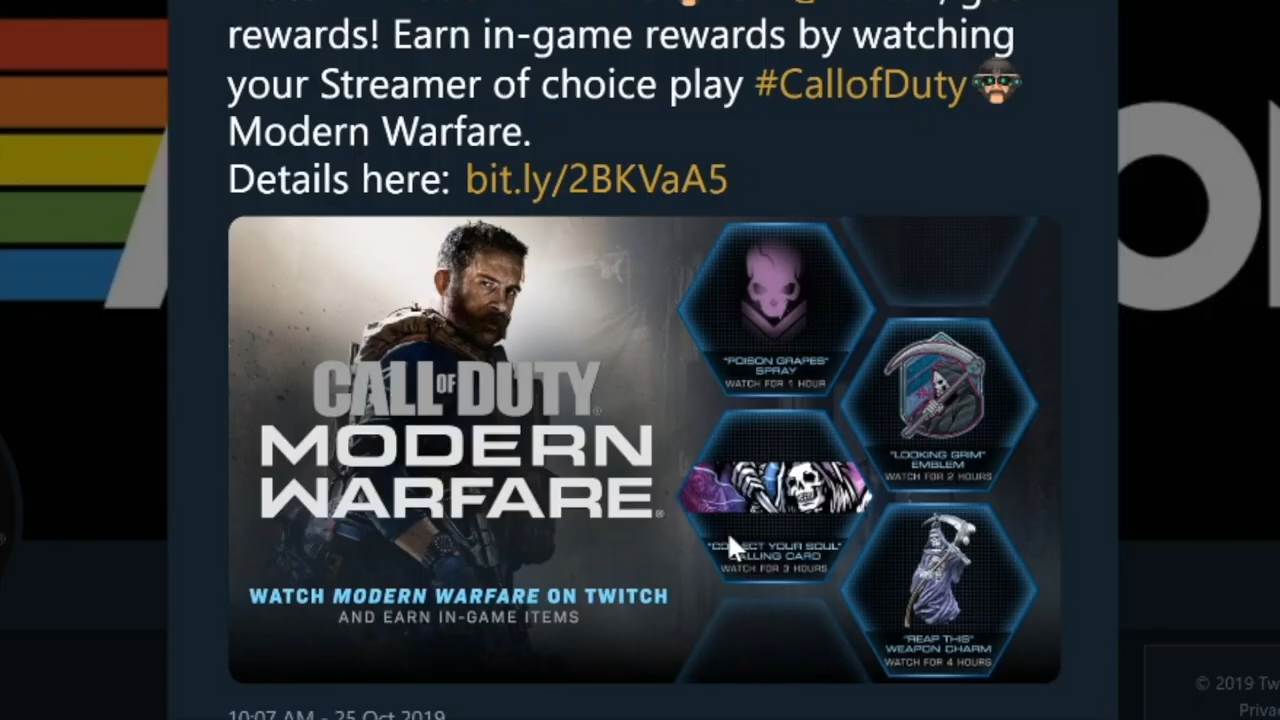 rewards! Earn in-game rewards by watching
your Streamer of choice play #CallofDuty
Modern Warfare.
Details here: bit.ly/2BKVaA5
CALL OF DUTY®
MODERN
WARFARE®
WATCH MODERN WARFARE ON TWITCH
AND EARN IN-GAME ITEMS
"POISON GRAPES"
SPRAY
WATCH FOR 1 HOUR
"LOOKING GRIM"
EMBLEM
WATCH FOR 2 HOURS
YOUR SOUL"
CARD
WATCH FOR 3 HOURS
"REAP THIS"
WEAPON CHARM
WATCH FOR 4 HOURS
10:07 AM - 25 Oct 2019
© 2019